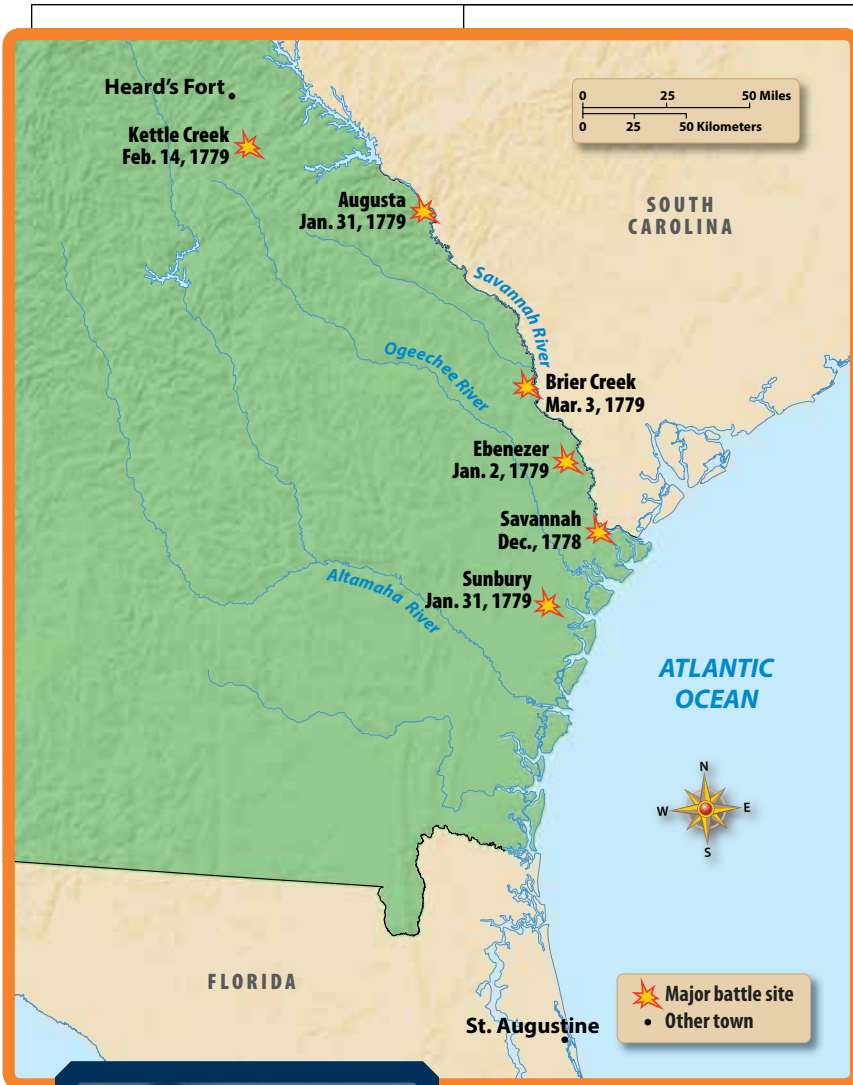 Heard's Fort
Kettle Creek
Feb. 14, 1779
0 25 50 Miles
0 25 50 Kilometers
Augusta
Jan. 31, 1779
SOUTH
CAROLINA
Savannah River
Ogeechee River
Brier Creek
Mar. 3, 1779
Ebenezer
Jan. 2, 1779
Savannah
Dec., 1778
Sunbury
Jan. 31, 1779
Altamaha River
ATLANTIC
OCEAN
N
W E
S
FLORIDA
Major battle site
Other town
St. Augustine